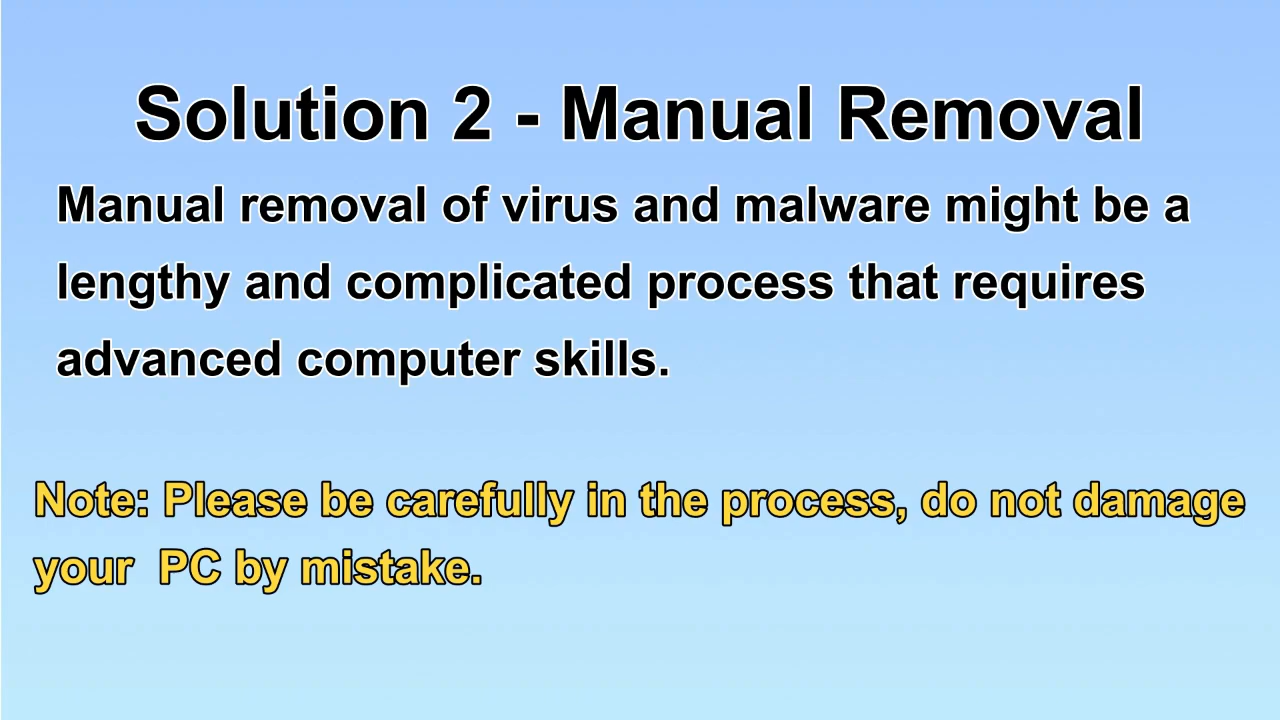 Solution 2 - Manual Removal
Manual removal of virus and malware might be a
lengthy and complicated process that requires
advanced computer skills.
Note: Please be carefully in the process, do not damage
your  PC by mistake.